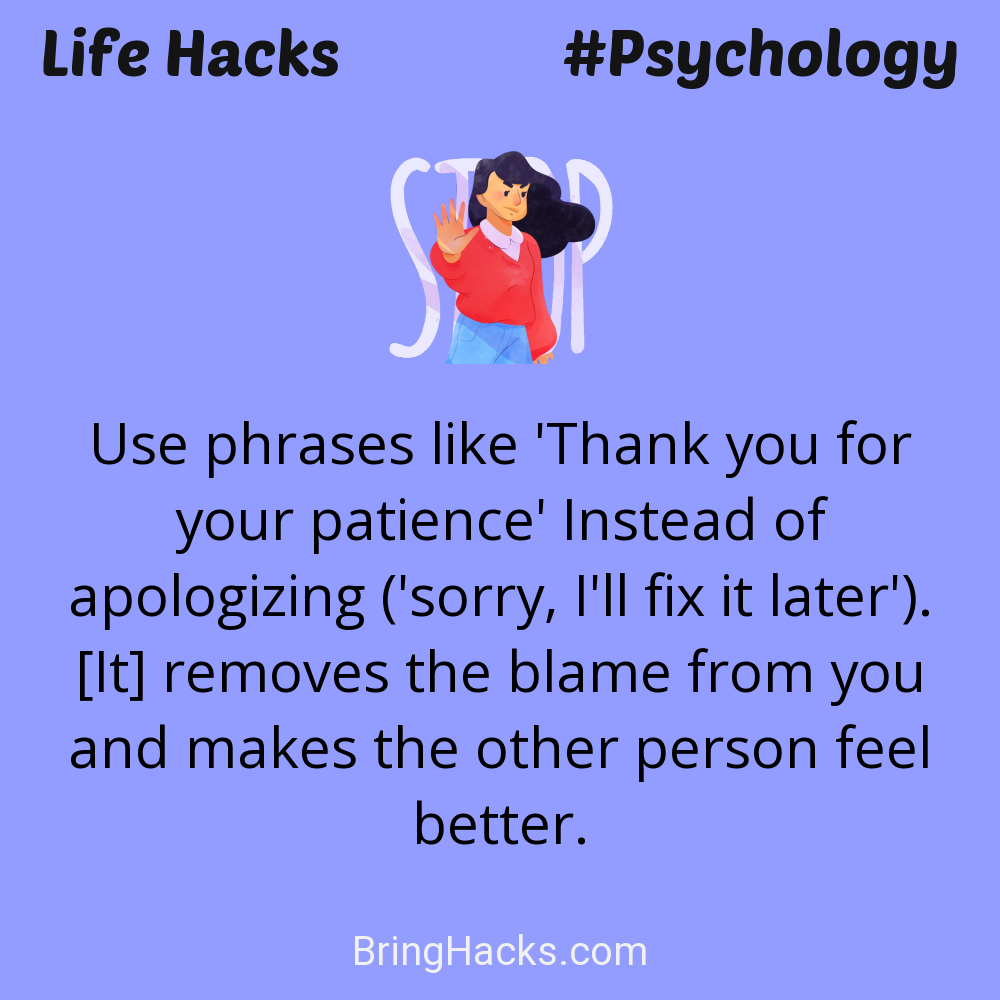 Life Hacks #Psychology
STOP
Use phrases like 'Thank you for
your patience' Instead of
apologizing ('sorry, I'll fix it later').
[It] removes the blame from you
and makes the other person feel
better.
BringHacks.com